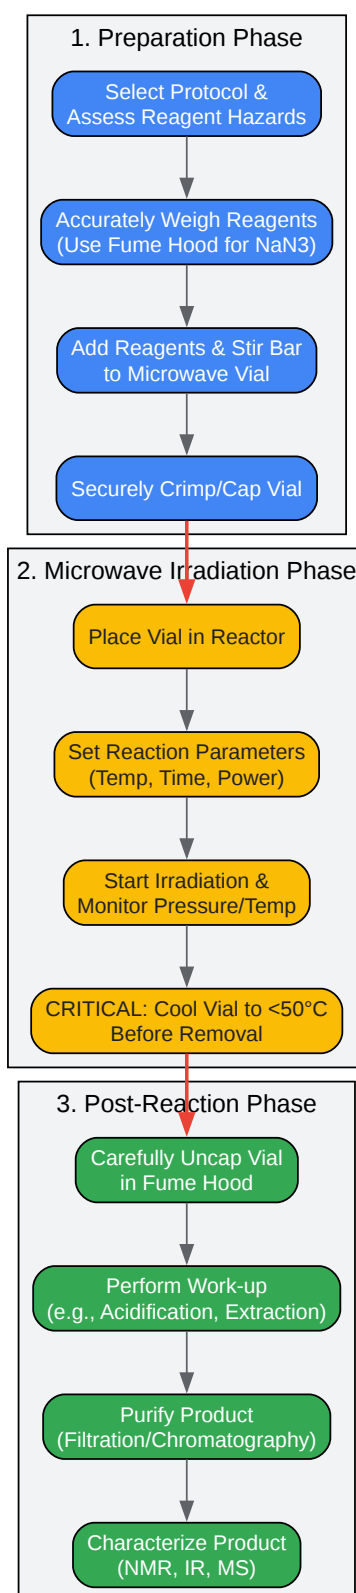 1. Preparation Phase
Select Protocol &
Assess Reagent Hazards
Accurately Weigh Reagents
(Use Fume Hood for NaN3)
Add Reagents & Stir Bar
to Microwave Vial
Securely Crimp/Cap Vial
2. Microwave Irradiation Phase
Place Vial in Reactor
Set Reaction Parameters
(Temp, Time, Power)
Start Irradiation &
Monitor Pressure/Temp
CRITICAL: Cool Vial to <50°C
Before Removal
3. Post-Reaction Phase
Carefully Uncap Vial
in Fume Hood
Perform Work-up
(e.g., Acidification, Extraction)
Purify Product
(Filtration/Chromatography)
Characterize Product
(NMR, IR, MS)